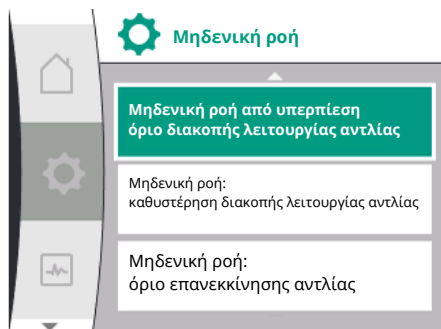 Μηδενική ροή
Μηδενική ροή από υπερπίεση
όριο διακοπής λειτουργίας αντλίας
Μηδενική ροή:
καθυστέρηση διακοπής λειτουργίας αντλίας
Μηδενική ροή:
όριο επανεκκίνησης αντλίας